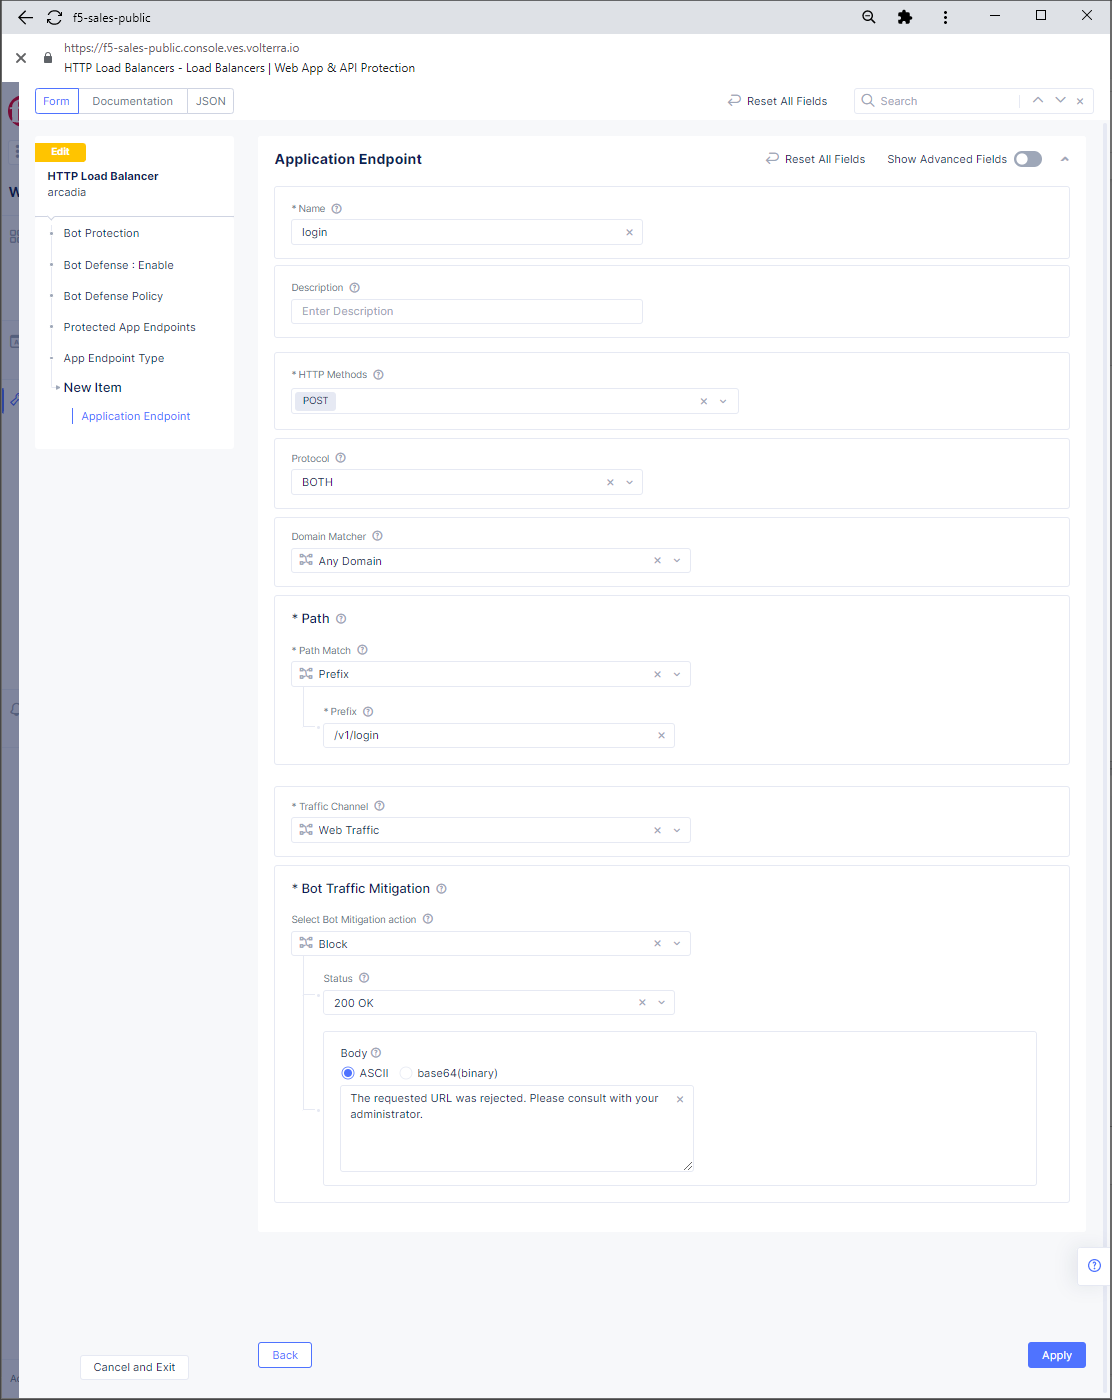 f5-sales-public
https://f5-sales-public.console.ves.volterra.io
HTTP Load Balancers - Load Balancers | Web App & API Protection
Form
Documentation
JSON
Reset All Fields
Search
Edit
HTTP Load Balancer
arcadia
Bot Protection
Bot Defense : Enable
Bot Defense Policy
Protected App Endpoints
App Endpoint Type
New Item
Application Endpoint
Application Endpoint
Reset All Fields
Show Advanced Fields
* Name
login
Description
Enter Description
* HTTP Methods
POST
Protocol
BOTH
Domain Matcher
Any Domain
* Path
* Path Match
Prefix
* Prefix
/v1/login
* Traffic Channel
Web Traffic
* Bot Traffic Mitigation
Select Bot Mitigation action
Block
Status
200 OK
Body
ASCII
base64(binary)
The requested URL was rejected. Please consult with your
administrator.
Back
Apply
Cancel and Exit